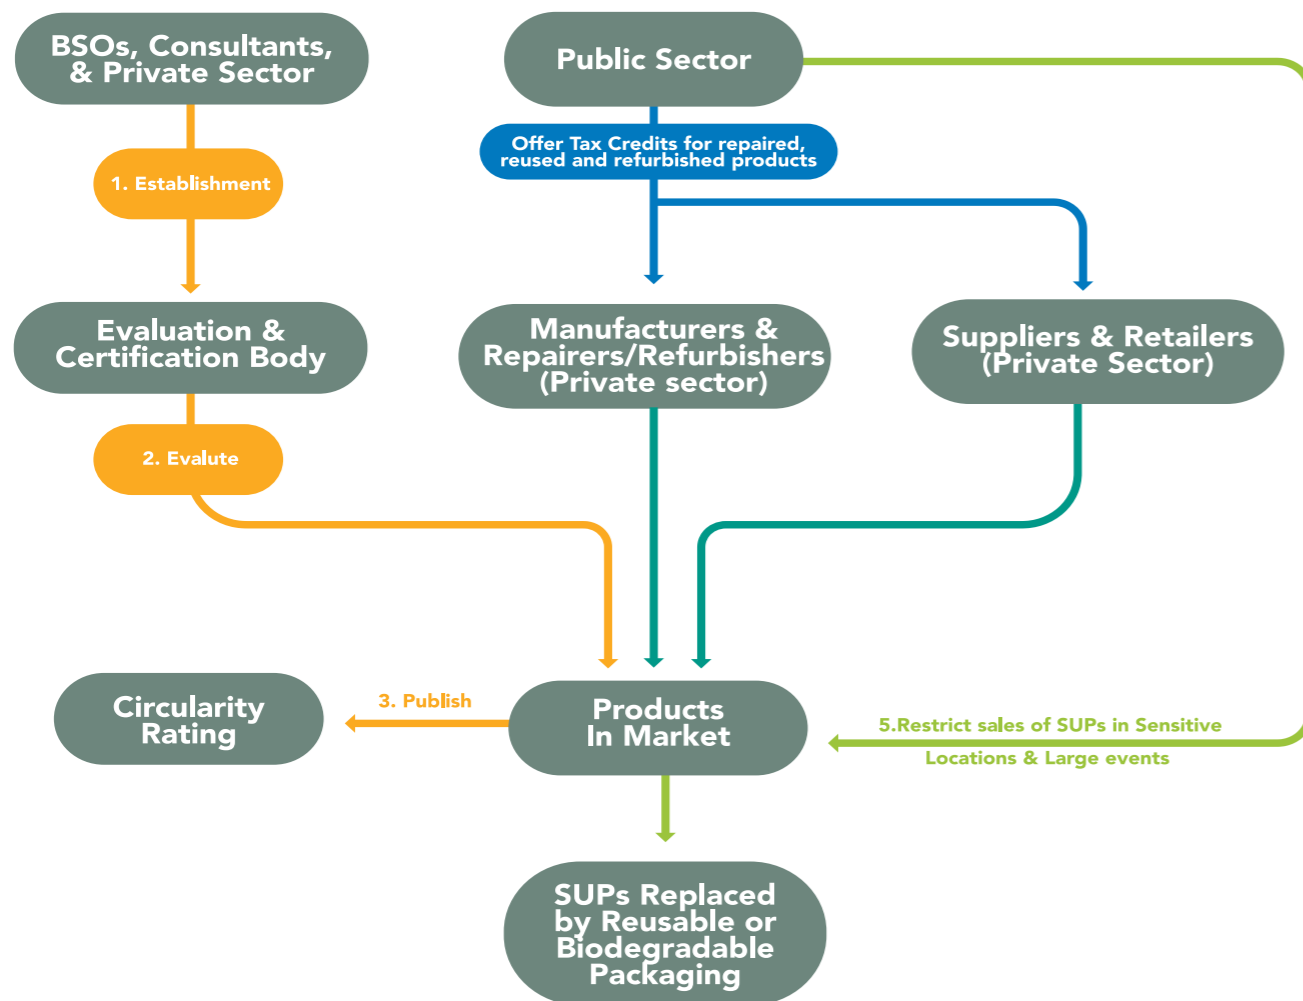 BSOs, Consultants,
& Private Sector
Public Sector
Offer Tax Credits for repaired,
reused and refurbished products
1. Establishment
Evaluation &
Certification Body
Manufacturers &
Repairers/Refurbishers
(Private sector)
Suppliers & Retailers
(Private Sector)
2. Evalute
Circularity
Rating
3. Publish
Products
In Market
5.Restrict sales of SUPs in Sensitive
Locations & Large events
SUPs Replaced
by Reusable or
Biodegradable
Packaging